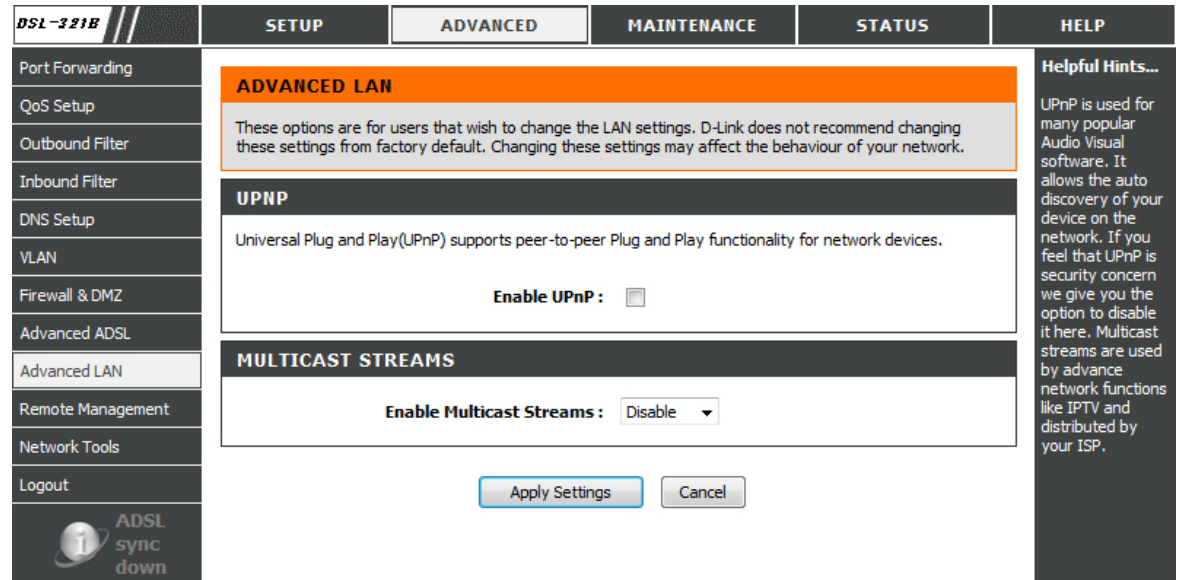 DSL-321B
SETUP
ADVANCED
MAINTENANCE
STATUS
HELP
Port Forwarding
QoS Setup
Outbound Filter
Inbound Filter
DNS Setup
VLAN
Firewall & DMZ
Advanced ADSL
Advanced LAN
Remote Management
Network Tools
Logout
ADSL
sync
down
ADVANCED LAN
These options are for users that wish to change the LAN settings. D-Link does not recommend changing
these settings from factory default. Changing these settings may affect the behaviour of your network.
UPNP
Universal Plug and Play(UPnP) supports peer-to-peer Plug and Play functionality for network devices.
Enable UPnP :
MULTICAST STREAMS
Enable Multicast Streams : Disable
Apply Settings
Cancel
Helpful Hints...
UPnP is used for
many popular
Audio Visual
software. It
allows the auto
discovery of your
device on the
network. If you
feel that UPnP is
security concern
we give you the
option to disable
it here. Multicast
streams are used
by advance
network functions
like IPTV and
distributed by
your ISP.